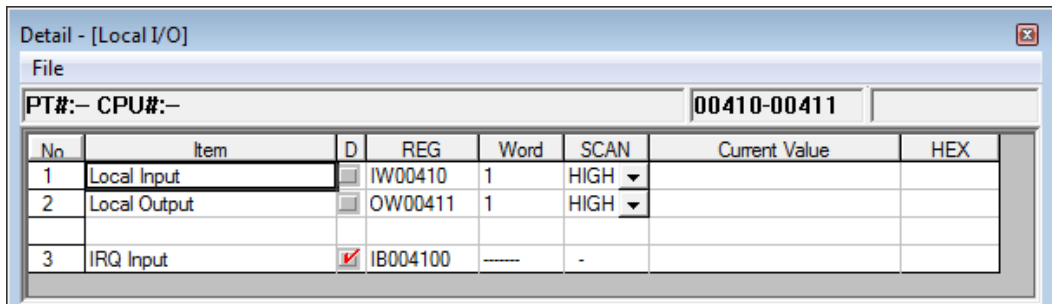 Detail - [Local I/O]
File
PT#:– CPU#:– 00410-00411
No Item D REG Word SCAN Current Value HEX
1 Local Input IW00410 1 HIGH
2 Local Output OW00411 1 HIGH
3 IRQ Input IB004100 ------- -